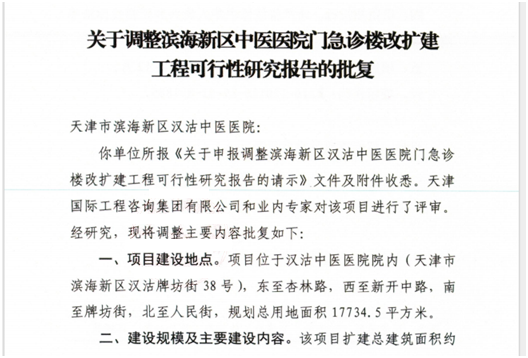 关于调整滨海新区中医医院门急诊楼改扩建
工程可行性研究报告的批复
天津市滨海新区汉沽中医医院：
你单位所报《关于申报调整滨海新区汉沽中医医院门急诊
楼改扩建工程可行性研究报告的请示》文件及附件收悉。天津
国际工程咨询集团有限公司和业内专家对该项目进行了评审。
经研究，现将调整主要内容批复如下：
一、项目建设地点。项目位于汉沽中医医院院内（天津市
滨海新区汉沽牌坊街 38 号），东至杏林路，西至新开中路，南
至牌坊街，北至人民街，规划总用地面积 17734.5 平方米。
二、建设规模及主要建设内容。该项目扩建总建筑面积约